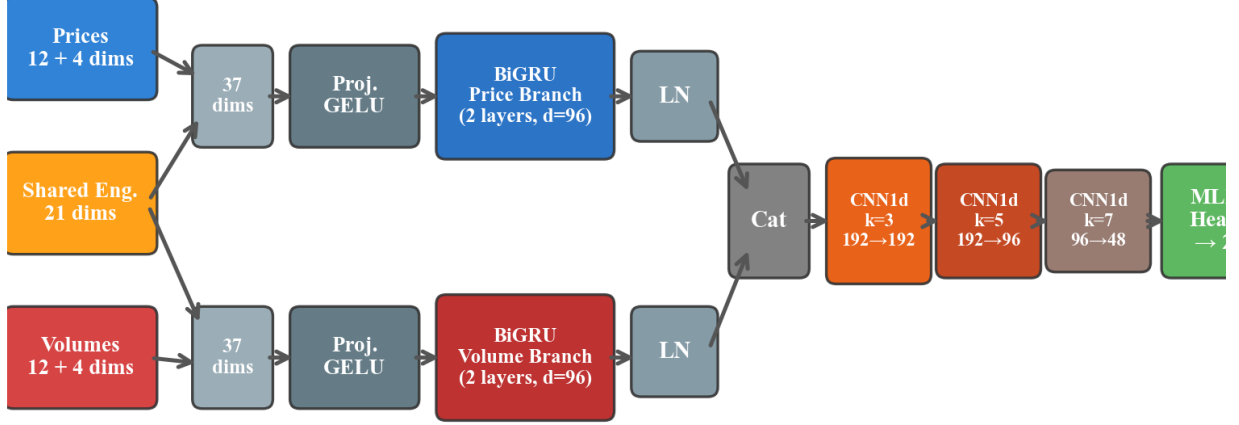 Prices
12 + 4 dims
Shared Eng.
21 dims
Volumes
12 + 4 dims
37
dims
Proj.
GELU
BiGRU
Price Branch
(2 layers, d=96)
LN
37
dims
Proj.
GELU
BiGRU
Volume Branch
(2 layers, d=96)
LN
Cat
CNN1d
k=3
192→192
CNN1d
k=5
192→96
CNN1d
k=7
96→48
→ 2